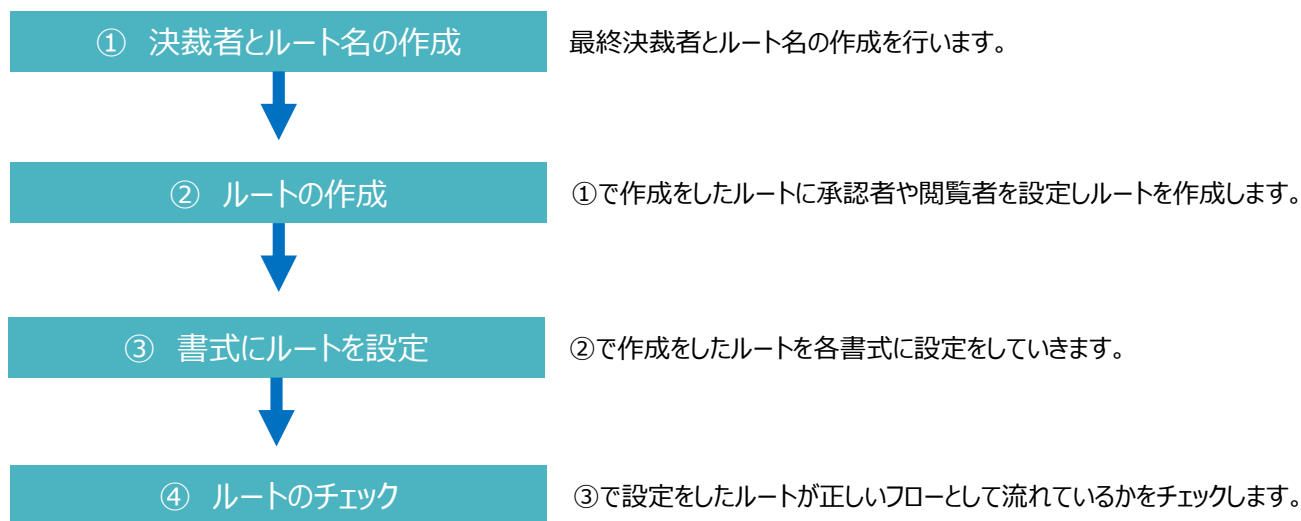 ① 決裁者とルート名の作成
最終決裁者とルート名の作成を行います。
② ルートの作成
①で作成をしたルートに承認者や閲覧者を設定しルートを作成します。
③ 書式にルートを設定
②で作成をしたルートを各書式に設定をしていきます。
④ ルートのチェック
③で設定をしたルートが正しいフローとして流れているかをチェックします。